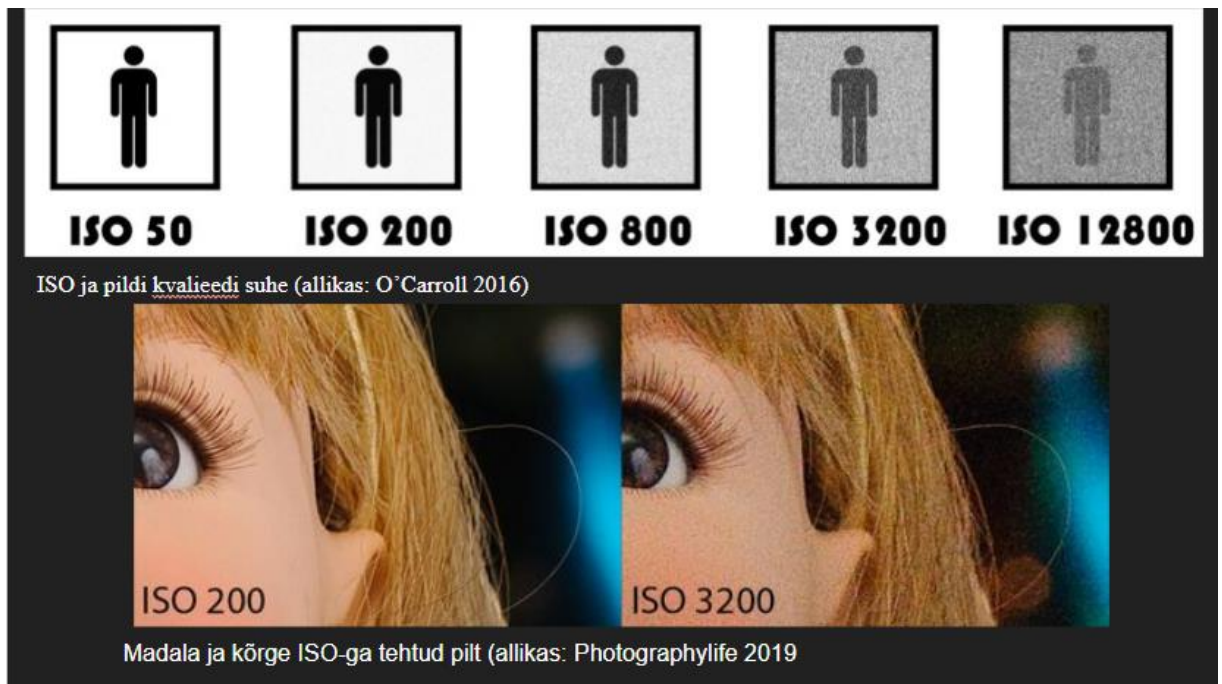 ISO 50 ISO 200 ISO 800 ISO 3200 ISO 12800
ISO ja pildi kvalieedi suhe (allikas: O’Carroll 2016)
ISO 200 ISO 3200
Madala ja kõrge ISO-ga tehtud pilt (allikas: Photographylife 2019